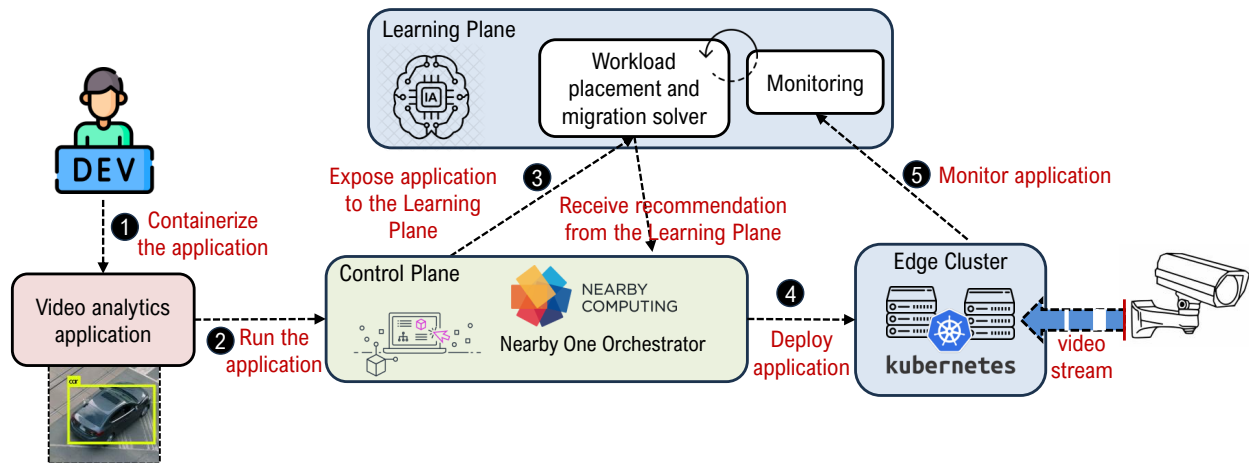 Learning Plane
IA
Workload
placement and
migration solver
Monitoring
DEV
1
Containerize
the application
Expose application
to the Learning
Plane
3
Receive recommendation
from the Learning Plane
5
Monitor application
Video analytics
application
car
2
Run the
application
Control Plane
NEARBY
COMPUTING
Nearby One Orchestrator
4
Deploy
application
Edge Cluster
kubernetes
video
stream